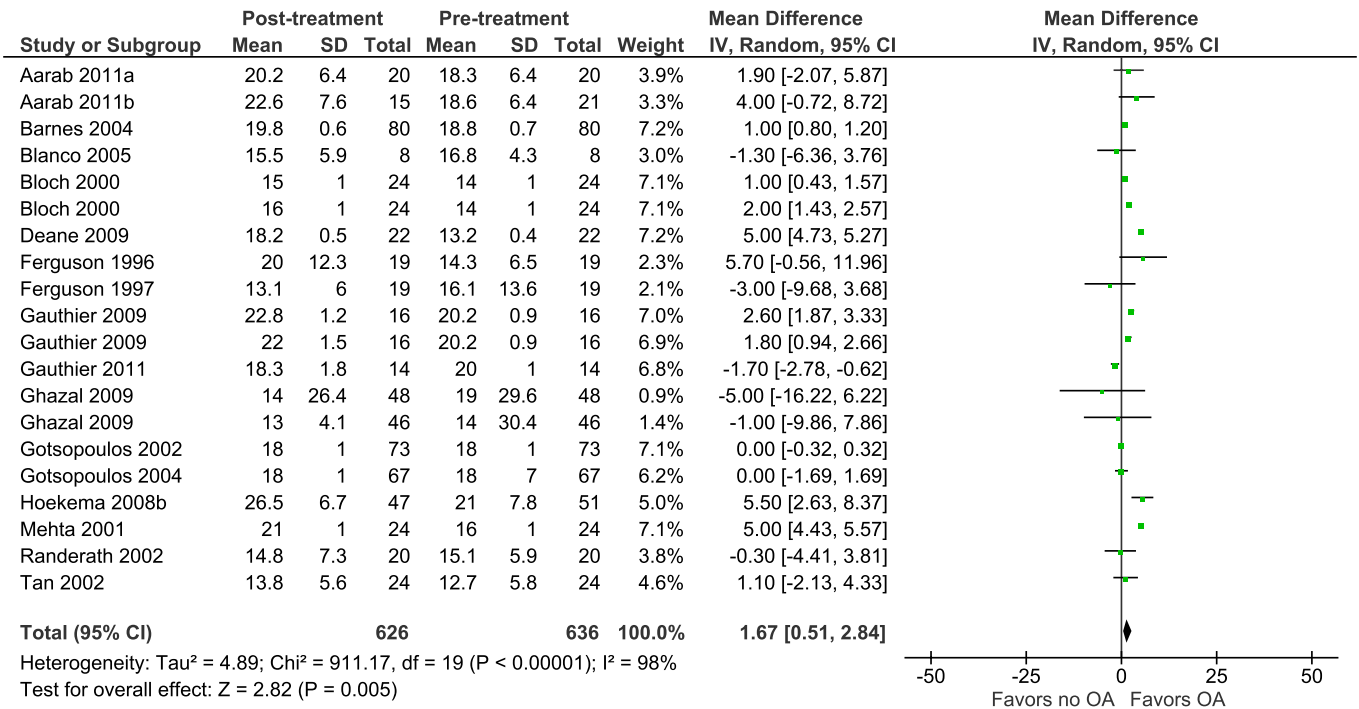 Post-treatment Pre-treatment Mean Difference Mean Difference
Study or Subgroup Mean SD Total Mean SD Total Weight IV, Random, 95% CI IV, Random, 95% CI
Aarab 2011a 20.2 6.4 20 18.3 6.4 20 3.9% 1.90 [-2.07, 5.87]
Aarab 2011b 22.6 7.6 15 18.6 6.4 21 3.3% 4.00 [-0.72, 8.72]
Barnes 2004 19.8 0.6 80 18.8 0.7 80 7.2% 1.00 [0.80, 1.20]
Blanco 2005 15.5 5.9 8 16.8 4.3 8 3.0% -1.30 [-6.36, 3.76]
Bloch 2000 15 1 24 14 1 24 7.1% 1.00 [0.43, 1.57]
Bloch 2000 16 1 24 14 1 24 7.1% 2.00 [1.43, 2.57]
Deane 2009 18.2 0.5 22 13.2 0.4 22 7.2% 5.00 [4.73, 5.27]
Ferguson 1996 20 12.3 19 14.3 6.5 19 2.3% 5.70 [-0.56, 11.96]
Ferguson 1997 13.1 6 19 16.1 13.6 19 2.1% -3.00 [-9.68, 3.68]
Gauthier 2009 22.8 1.2 16 20.2 0.9 16 7.0% 2.60 [1.87, 3.33]
Gauthier 2009 22 1.5 16 20.2 0.9 16 6.9% 1.80 [0.94, 2.66]
Gauthier 2011 18.3 1.8 14 20 1 14 6.8% -1.70 [-2.78, -0.62]
Ghazal 2009 14 26.4 48 19 29.6 48 0.9% -5.00 [-16.22, 6.22]
Ghazal 2009 13 4.1 46 14 30.4 46 1.4% -1.00 [-9.86, 7.86]
Gotsopoulos 2002 18 1 73 18 1 73 7.1% 0.00 [-0.32, 0.32]
Gotsopoulos 2004 18 1 67 18 7 67 6.2% 0.00 [-1.69, 1.69]
Hoekema 2008b 26.5 6.7 47 21 7.8 51 5.0% 5.50 [2.63, 8.37]
Mehta 2001 21 1 24 16 1 24 7.1% 5.00 [4.43, 5.57]
Randerath 2002 14.8 7.3 20 15.1 5.9 20 3.8% -0.30 [-4.41, 3.81]
Tan 2002 13.8 5.6 24 12.7 5.8 24 4.6% 1.10 [-2.13, 4.33]
Total (95% CI) 626 636 100.0% 1.67 [0.51, 2.84]
Heterogeneity: Tau² = 4.89; Chi² = 911.17, df = 19 (P < 0.00001); I² = 98%
Test for overall effect: Z = 2.82 (P = 0.005)
-50 -25 0 25 50
Favors no OA Favors OA